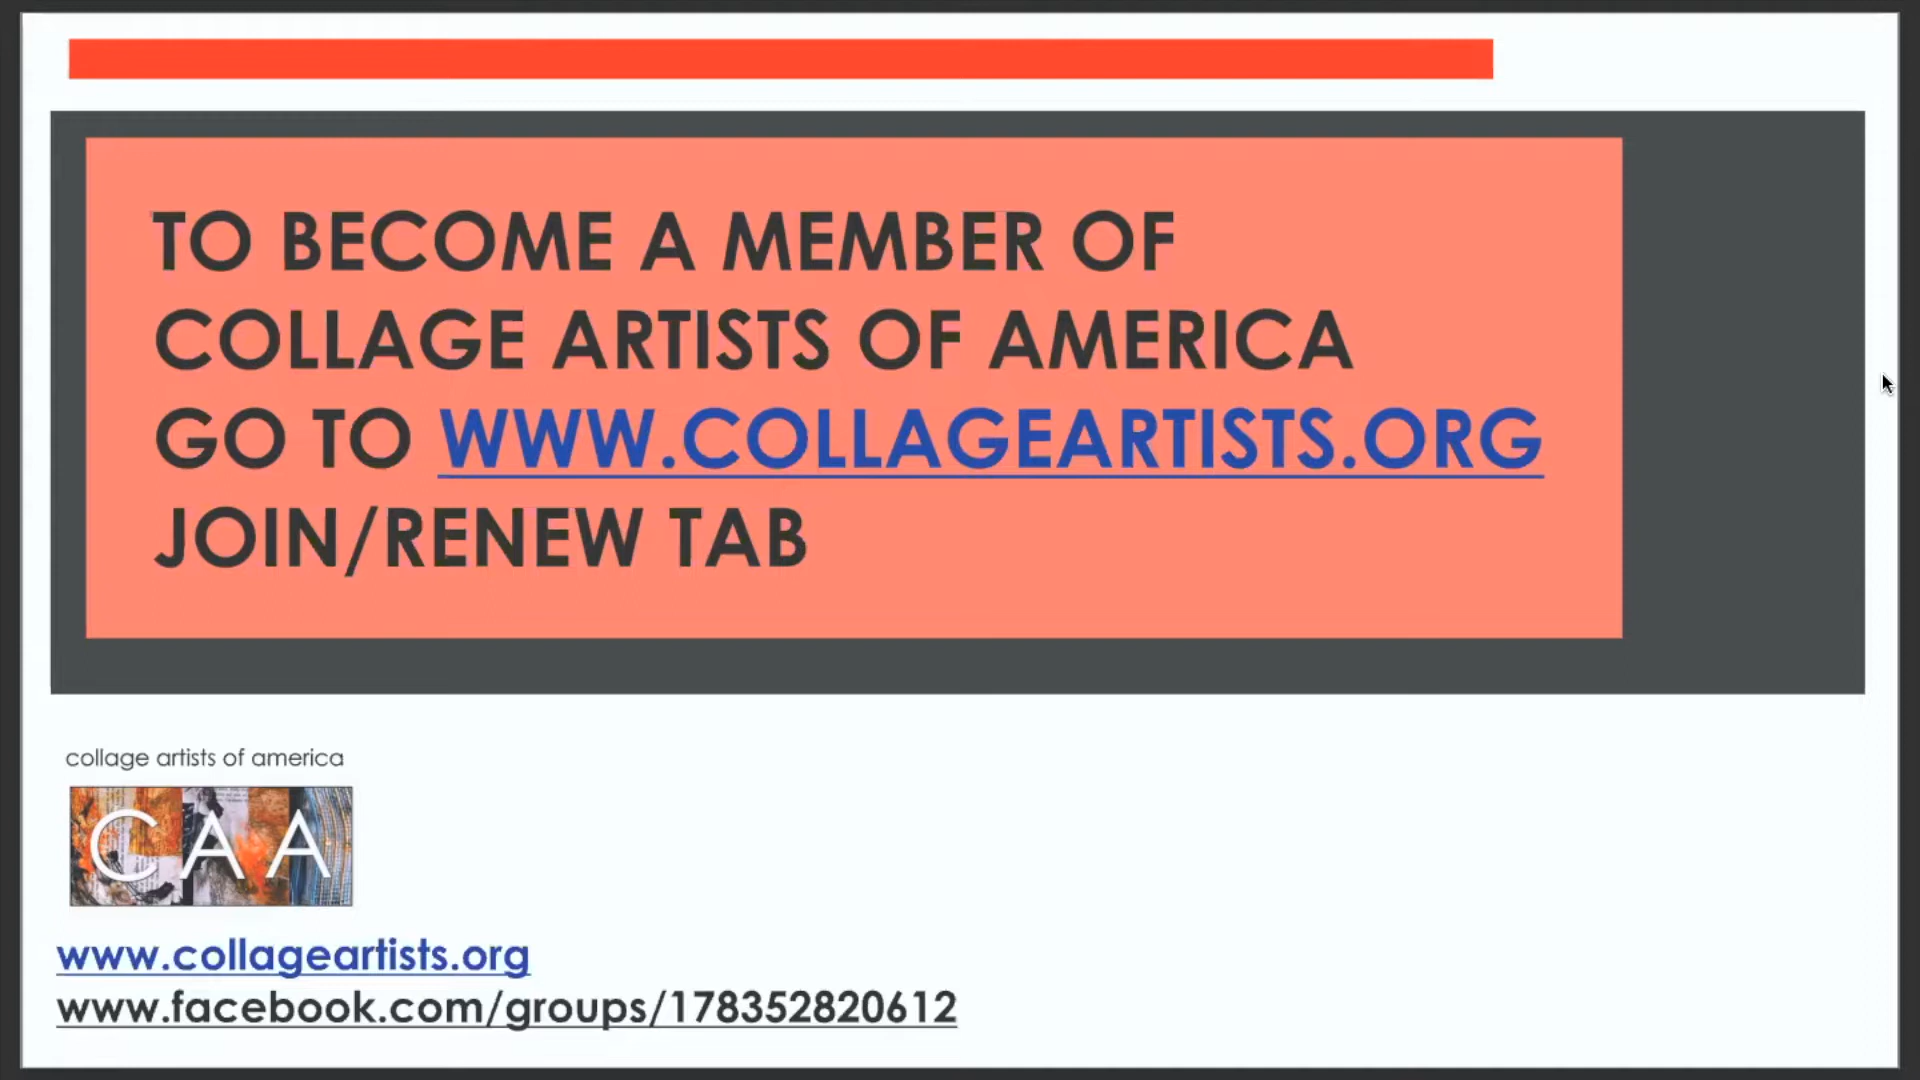 TO BECOME A MEMBER OF
COLLAGE ARTISTS OF AMERICA
GO TO WWW.COLLAGEARTISTS.ORG
JOIN/RENEW TAB
collage artists of america
CAA
www.collageartists.org
www.facebook.com/groups/178352820612